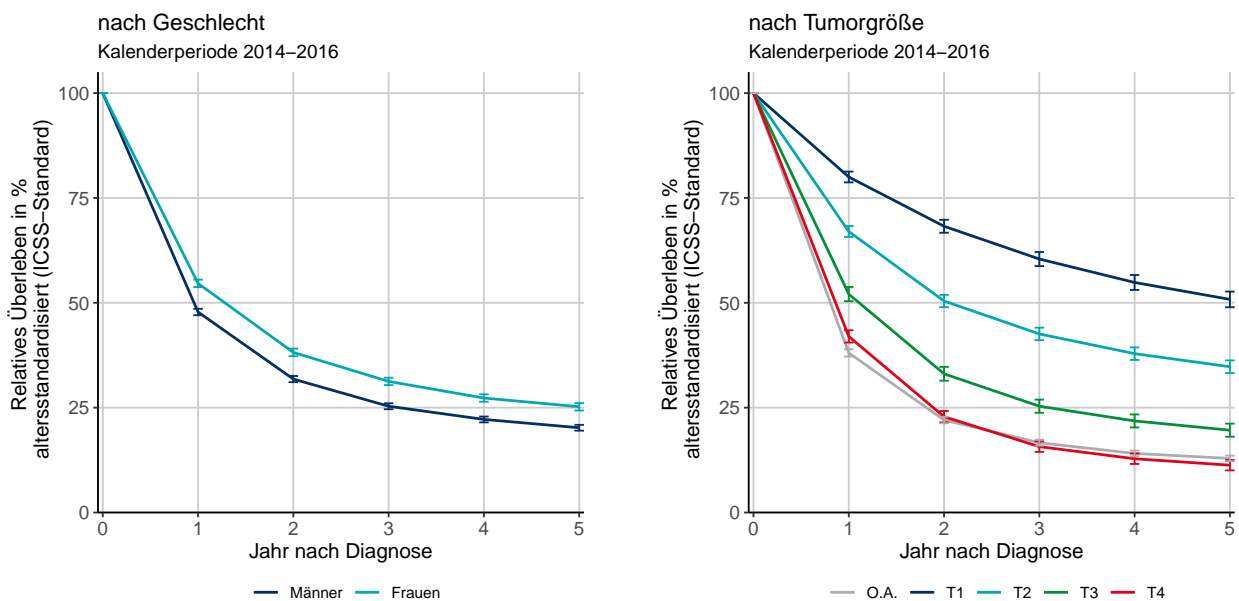 nach Geschlecht
Kalenderperiode 2014–2016
Relatives Überleben in %
altersstandardisiert (ICSS–Standard)
100
75
50
25
0
0 1 2 3 4 5
Jahr nach Diagnose
Männer Frauen
nach Tumorgröße
Kalenderperiode 2014–2016
Relatives Überleben in %
altersstandardisiert (ICSS–Standard)
100
75
50
25
0
0 1 2 3 4 5
Jahr nach Diagnose
O.A. T1 T2 T3 T4